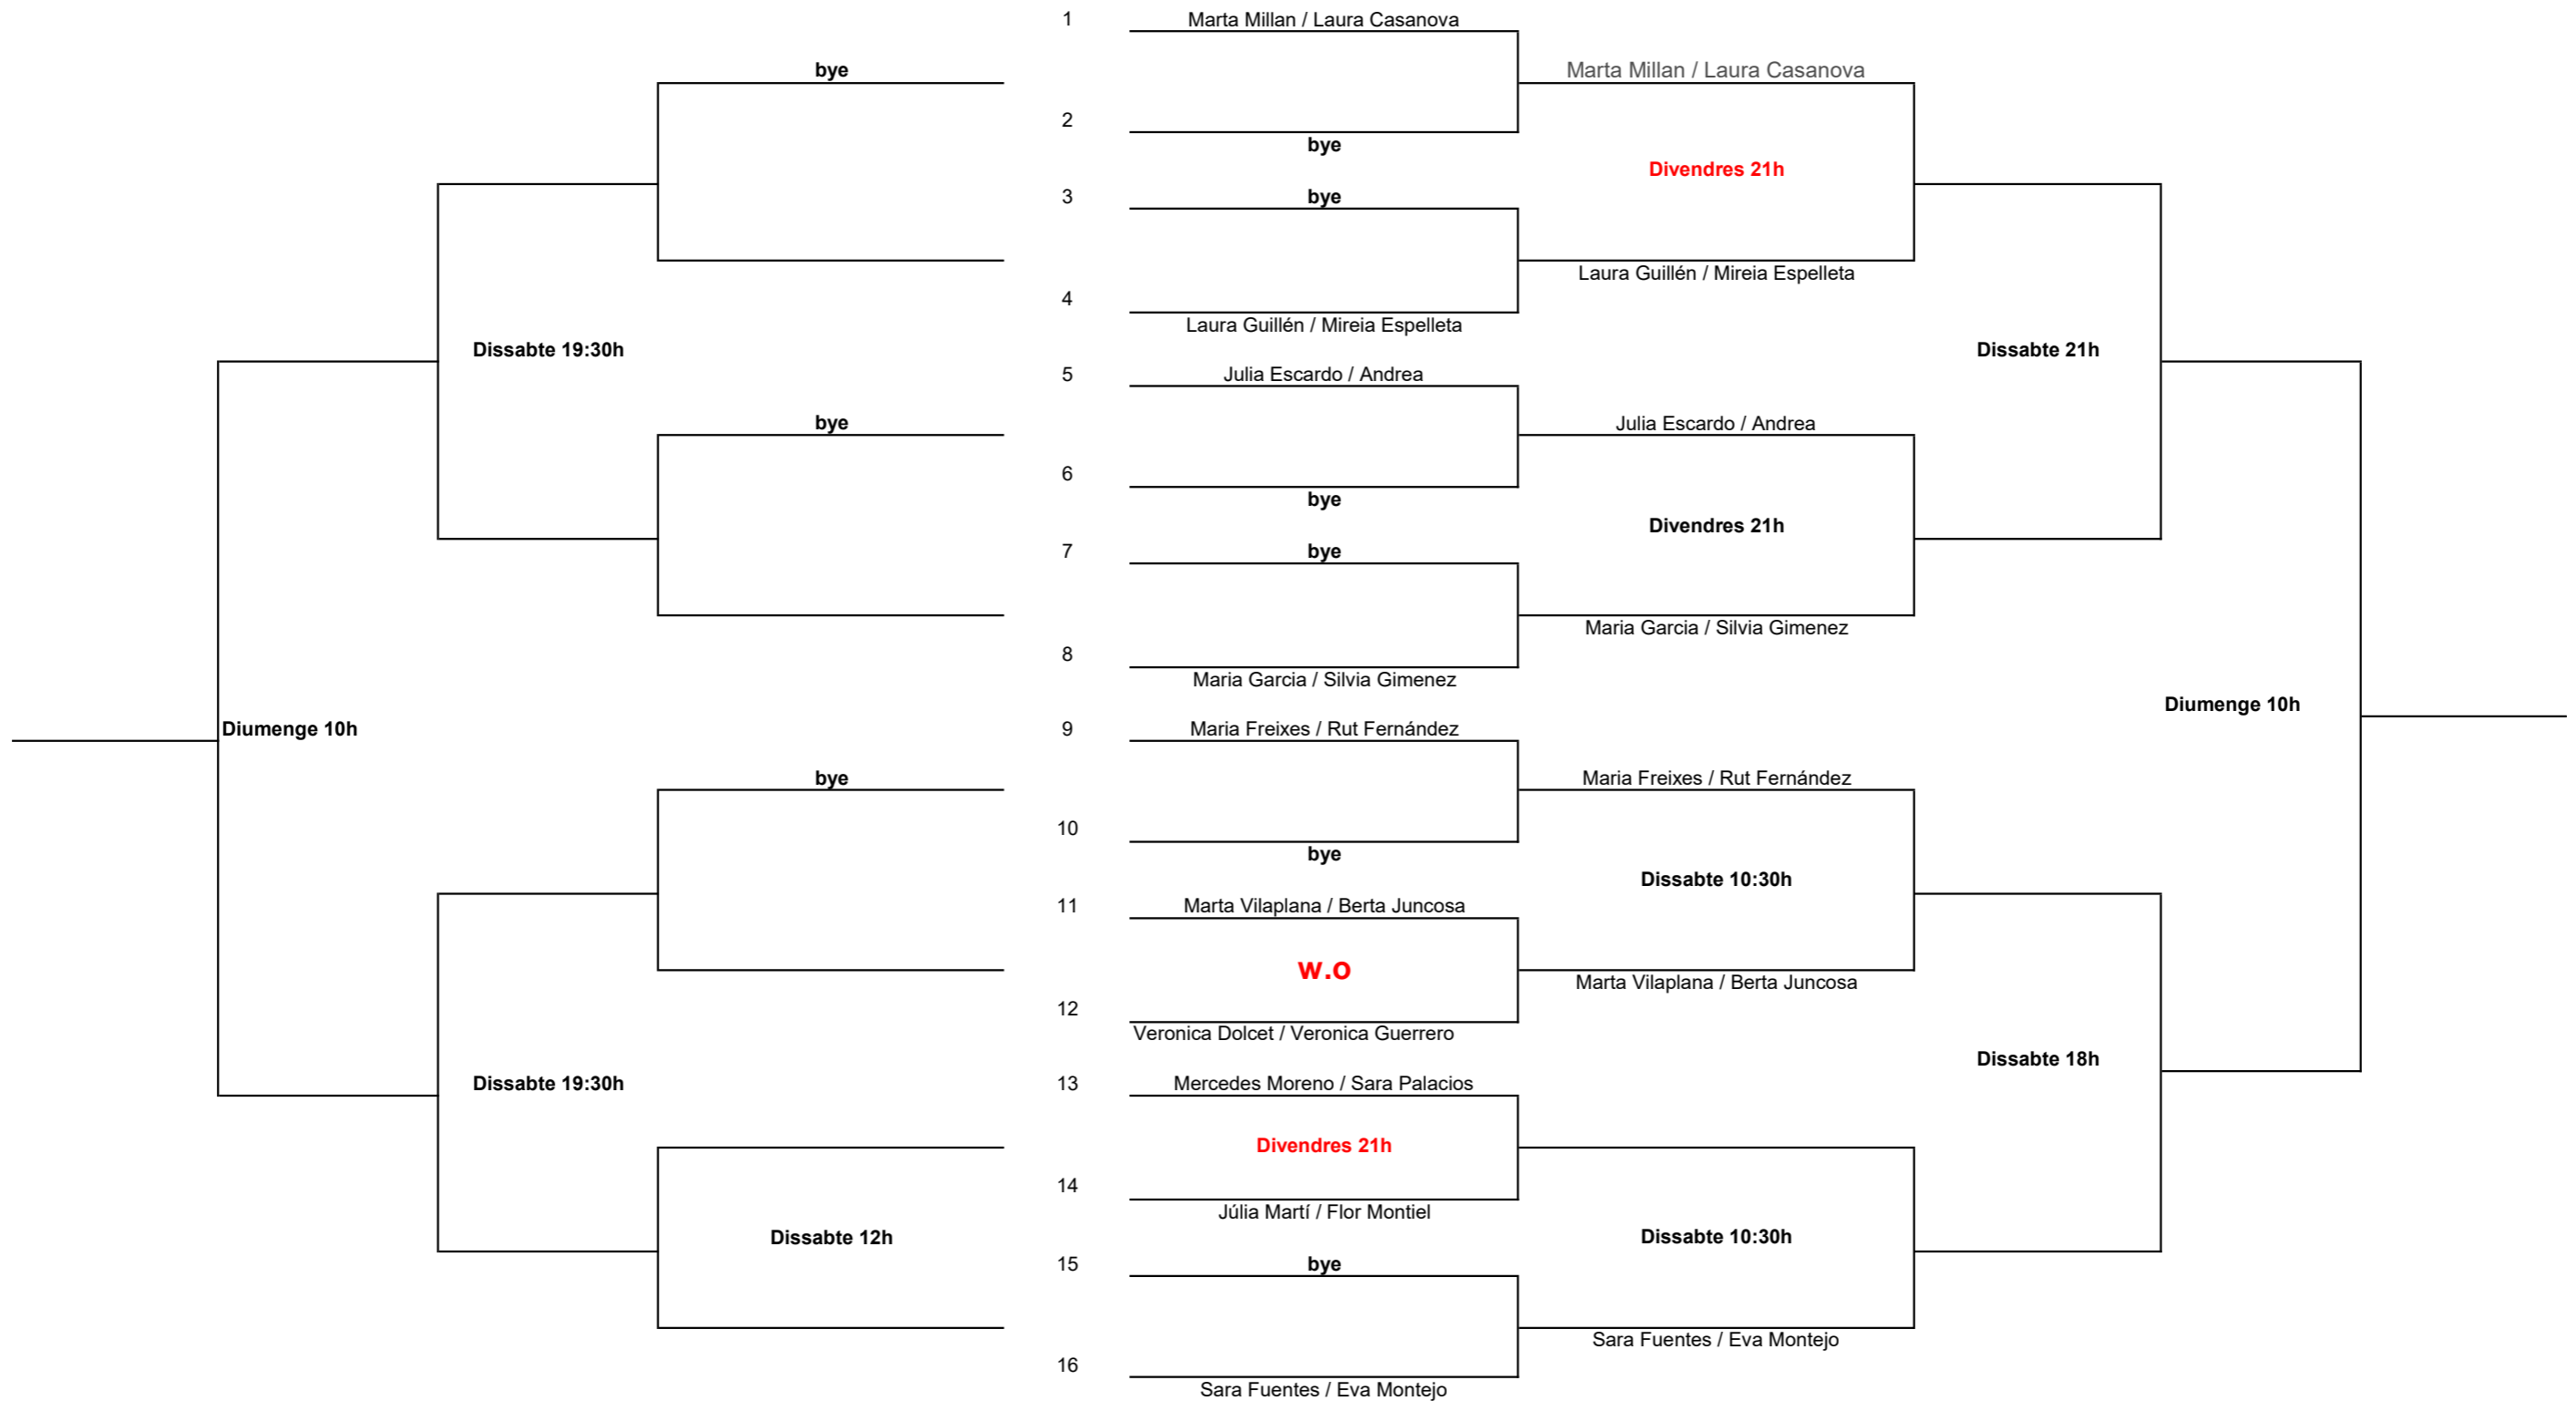 1
Marta Millan / Laura Casanova
bye
Marta Millan / Laura Casanova
2
bye
Divendres 21h
3
bye
Laura Guillén / Mireia Espelleta
4
Laura Guillén / Mireia Espelleta
Dissabte 19:30h
Dissabte 21h
5
Julia Escardo / Andrea
bye
Julia Escardo / Andrea
6
bye
Divendres 21h
7
bye
Maria Garcia / Silvia Gimenez
8
Maria Garcia / Silvia Gimenez
Diumenge 10h
Diumenge 10h
9
Maria Freixes / Rut Fernández
bye
Maria Freixes / Rut Fernández
10
bye
Dissabte 10:30h
11
Marta Vilaplana / Berta Juncosa
W.O
Marta Vilaplana / Berta Juncosa
12
Veronica Dolcet / Veronica Guerrero
Dissabte 18h
Dissabte 19:30h
13
Mercedes Moreno / Sara Palacios
Divendres 21h
14
Júlia Martí / Flor Montiel
Dissabte 12h
Dissabte 10:30h
15
bye
Sara Fuentes / Eva Montejo
16
Sara Fuentes / Eva Montejo